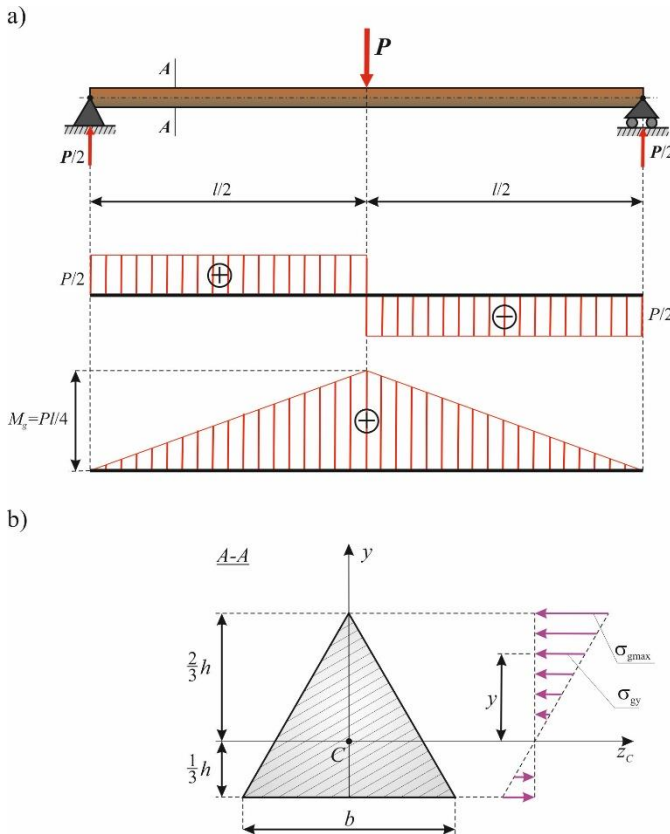 a)
P
A
A
P/2
P/2
l/2
l/2
P/2
+
−
P/2
M_g=Pl/4
+
b)
A-A
y
2/3 h
σ_gmax
σ_gy
y
C
z_C
1/3 h
b